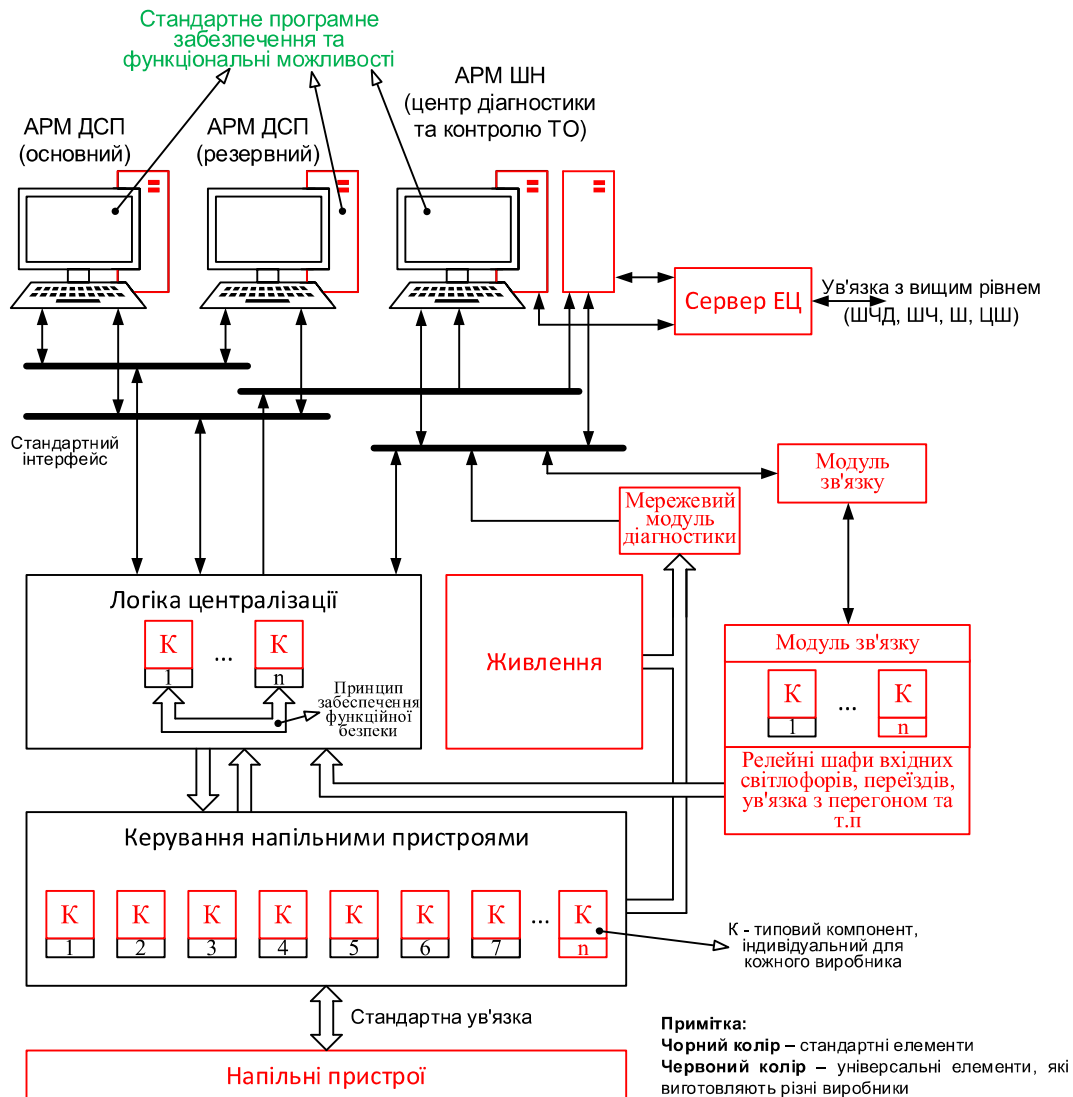 Стандартне програмне
забезпечення та
функціональні можливості
АРМ ШН
(центр діагностики
та контролю ТО)
АРМ ДСП
(основний)
АРМ ДСП
(резервний)
Сервер ЕЦ
Ув'язка з вищим рівнем
(ШЧД, ШЧ, Ш, ЦШ)
Стандартний
інтерфейс
Модуль
зв'язку
Мережевий
модуль
діагностики
Логіка централізації
К ... К
1 n
Принцип
забезпечення
функційної
безпеки
Живлення
Модуль зв'язку
К ... К
1 n
Релейні шафи вхідних
світлофорів, переїздів,
ув'язка з перегоном та
т.п
Керування напільними пристроями
К К К К К К К ... К
1 2 3 4 5 6 7 n
К - типовий компонент,
індивідуальний для
кожного виробника
Стандартна ув'язка
Напільні пристрої
Примітка:
Чорний колір – стандартні елементи
Червоний колір – універсальні елементи, які
виготовляють різні виробники